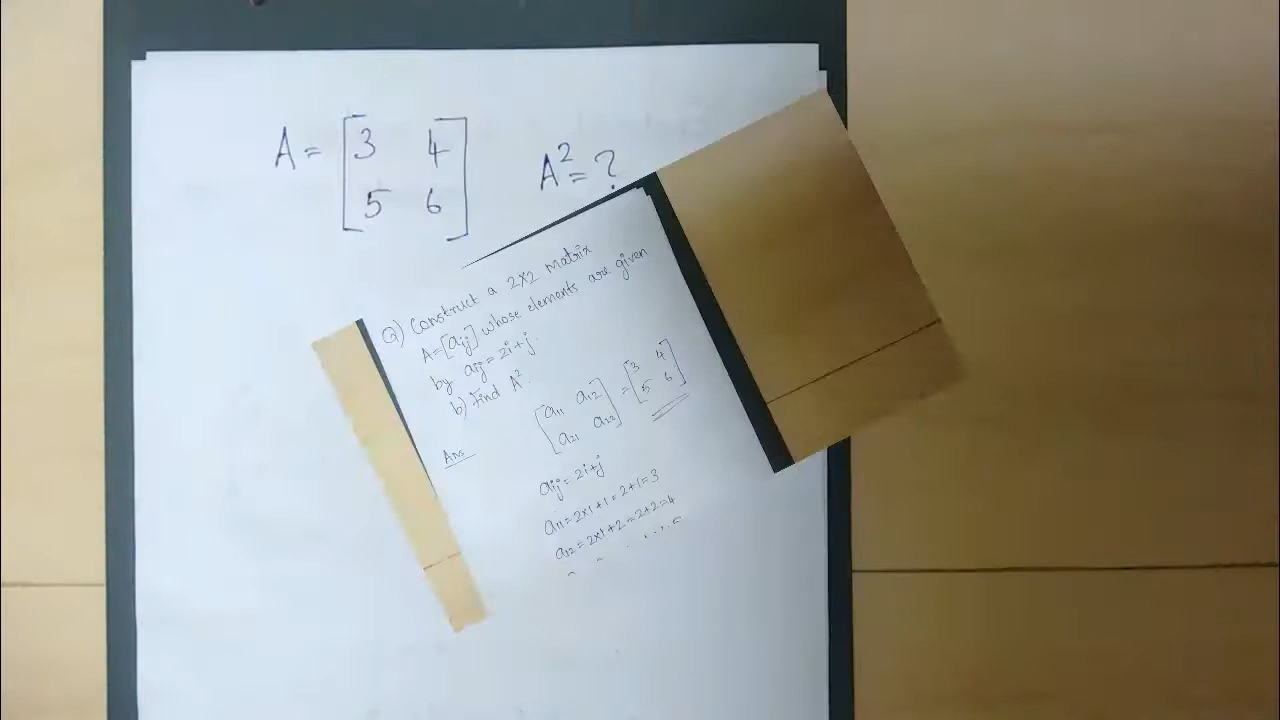 A = [3 4
5 6]
A² = ?
Q) Construct a 2x2 matrix
A=[aij] whose elements are given
by aij = 2i+j.
b) Find A².
Ans
[a11 a12
a21 a22] = [3 4
5 6]
aij = 2i+j
a11 = 2x1+1 = 2+1=3
a12 = 2x1+2 = 2+2=4